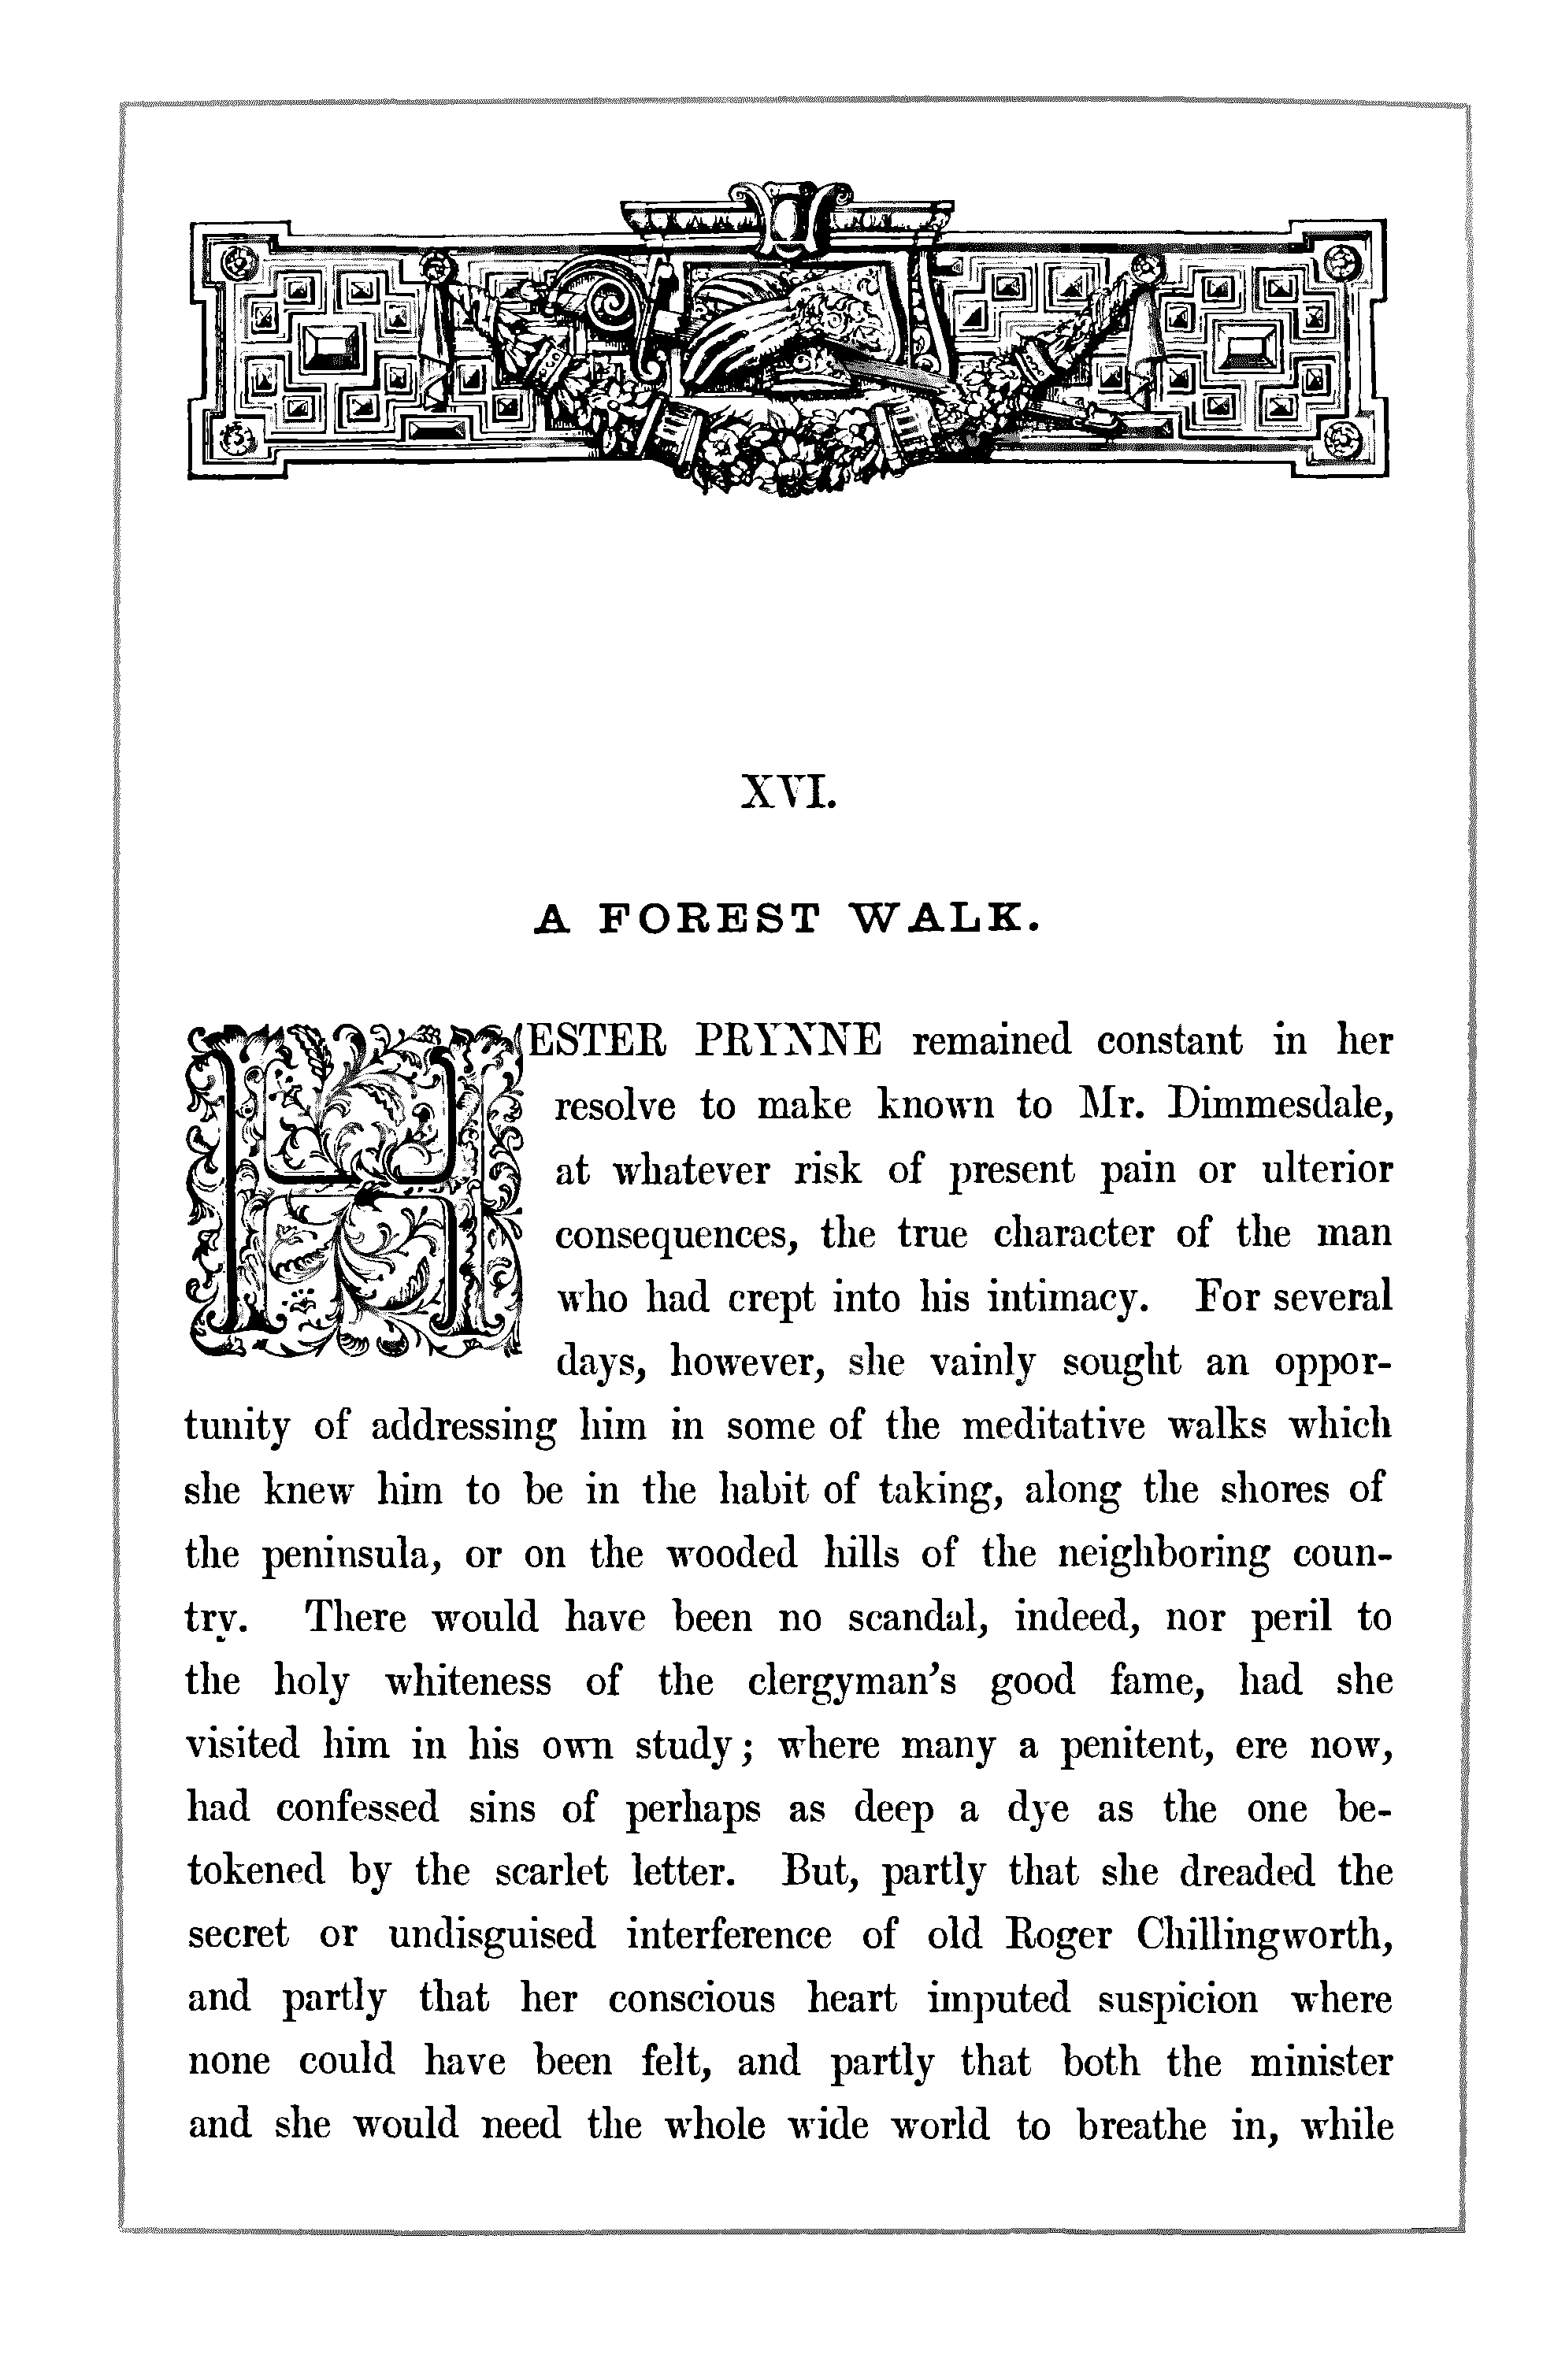 XVI.
A FOREST WALK.
HESTER PRYNNE remained constant in her
resolve to make known to Mr. Dimmesdale,
at whatever risk of present pain or ulterior
consequences, the true character of the man
who had crept into his intimacy. For several
days, however, she vainly sought an oppor-
tunity of addressing him in some of the meditative walks which
she knew him to be in the habit of taking, along the shores of
the peninsula, or on the wooded hills of the neighboring coun-
try. There would have been no scandal, indeed, nor peril to
the holy whiteness of the clergyman's good fame, had she
visited him in his own study; where many a penitent, ere now,
had confessed sins of perhaps as deep a dye as the one be-
tokened by the scarlet letter. But, partly that she dreaded the
secret or undisguised interference of old Roger Chillingworth,
and partly that her conscious heart imputed suspicion where
none could have been felt, and partly that both the minister
and she would need the whole wide world to breathe in, while